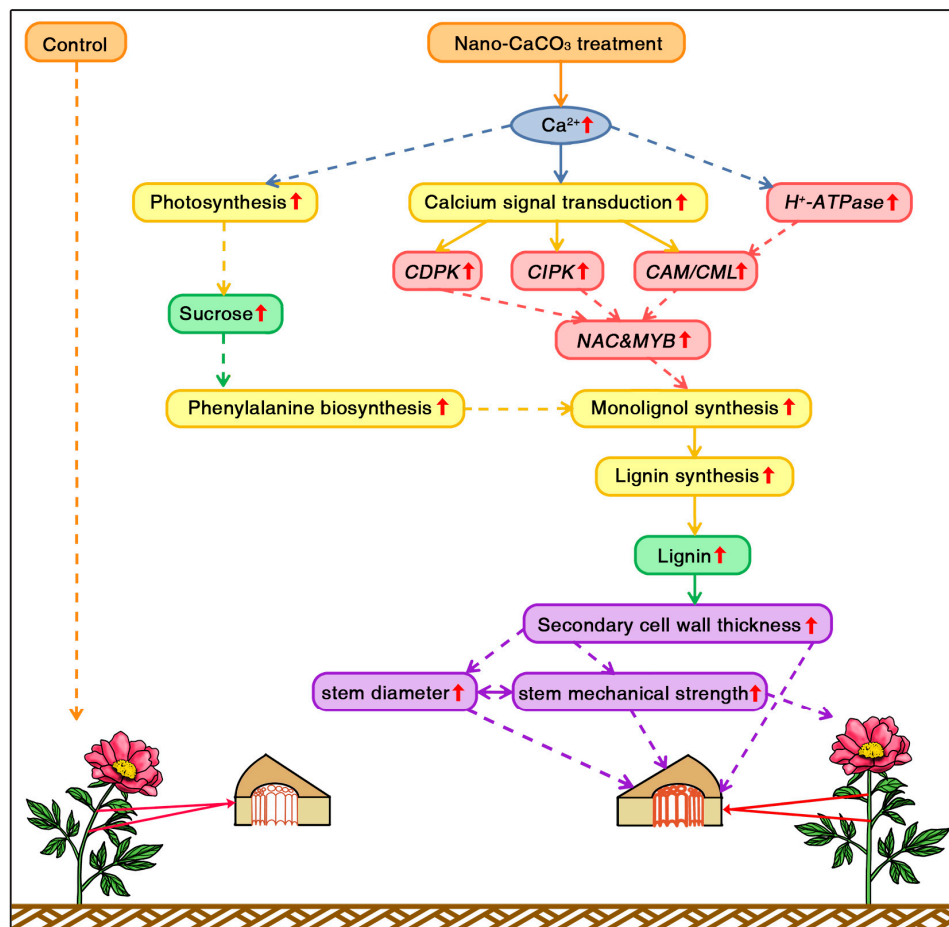 Control
Nano-CaCO₃ treatment
Ca²⁺↑
Photosynthesis↑
Calcium signal transduction↑
H⁺-ATPase↑
CDPK↑
CIPK↑
CAM/CML↑
Sucrose↑
NAC&MYB↑
Phenylalanine biosynthesis↑
Monolignol synthesis↑
Lignin synthesis↑
Lignin↑
Secondary cell wall thickness↑
stem diameter↑
stem mechanical strength↑